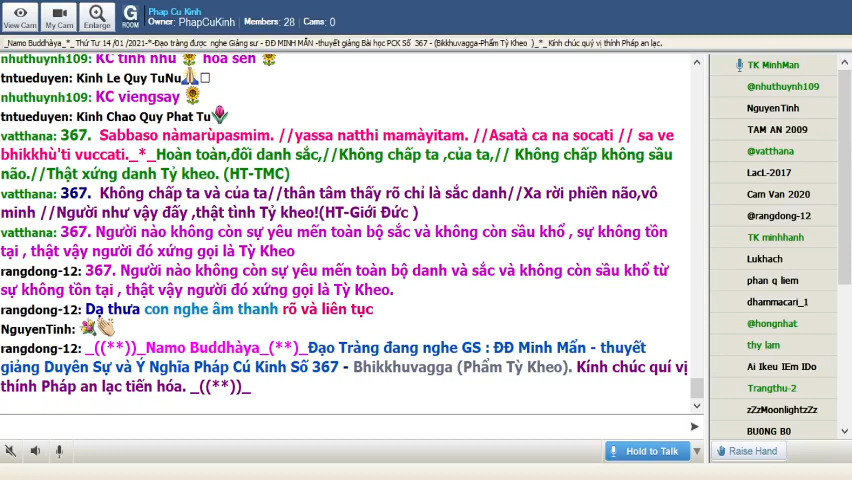 View Cam
My Cam
Enlarge
G
ROOM
Phap Cu Kinh
Owner: PhapCuKinh | Members: 28 | Cams: 0
_Namo Buddhàya_*_ Thứ Tư 14 /01 /2021-*-Đạo tràng được nghe Giảng sư - ĐĐ MINH MẪN -thuyết giảng Bài học PCK Số 367 - (Bikkhuvagga-Phẩm Tỳ Kheo )_*_ Kính chúc quý vị thính Pháp an lạc.
nhuthuynh109: KC tinh nhu hoa sen
tntueduyen: Kinh Le Quy TuNu
nhuthuynh109: KC viengsay
tntueduyen: Kinh Chao Quy Phat Tu
vatthana: 367. Sabbaso nàmarùpasmim. //yassa natthi mamàyitam. //Asatà ca na socati // sa ve
bhikkhù'ti vuccati._*_Hoàn toàn,đối danh sắc,//Không chấp ta ,của ta,// Không chấp không sầu
não.//Thật xứng danh Tỷ kheo. (HT-TMC)
vatthana: 367. Không chấp ta và của ta//thân tâm thấy rõ chỉ là sắc danh//Xa rời phiền não,vô
minh //Người như vậy đấy ,thật tình Tỷ kheo!(HT-Giới Đức )
vatthana: 367. Người nào không còn sự yêu mến toàn bộ sắc và không còn sầu khổ , sự không tồn
tại , thật vậy người đó xứng gọi là Tỳ Kheo
rangdong-12: 367. Người nào không còn sự yêu mến toàn bộ danh và sắc và không còn sầu khổ từ
sự không tồn tại , thật vậy người đó xứng gọi là Tỳ Kheo.
rangdong-12: Dạ thưa con nghe âm thanh rõ và liên tục
NguyenTinh:
rangdong-12: _((**))_Namo Buddhàya_(**)_Đạo Tràng đang nghe GS : ĐĐ Minh Mẩn - thuyết
giảng Duyên Sự và Ý Nghĩa Pháp Cú Kinh Số 367 - Bhikkhuvagga (Phẩm Tỳ Kheo). Kính chúc quí vị
thính Pháp an lạc tiến hóa. _((**))_
Hold to Talk
TK MinhMan
@nhuthuynh109
NguyenTinh
TAM AN 2009
@vatthana
LacL-2017
Cam Van 2020
@rangdong-12
TK minhhanh
Lukhach
phan q liem
dhammacari_1
@hongnhat
thy lam
Ai Ikeu IEm IDo
Trangthu-2
zZzMoonlightzZz
BU0NG B0
Raise Hand